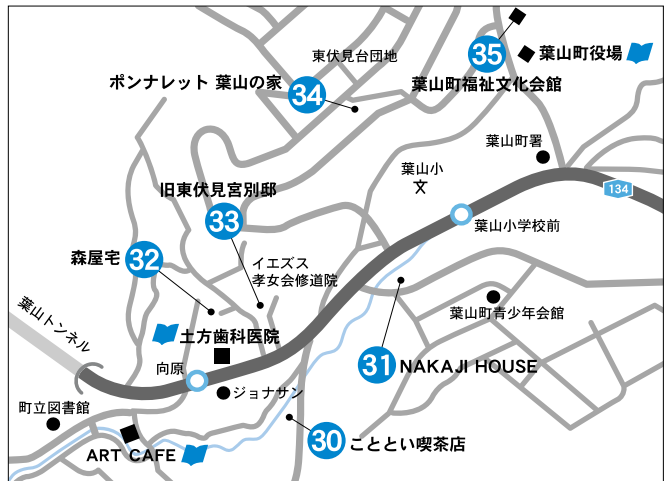 35
葉山町役場
葉山町福祉文化会館
東伏見台団地
ポンナレット 葉山の家
34
葉山町署
134
葉山小
文
葉山小学校前
旧東伏見宮別邸
33
森屋宅
32
イエズス
孝女会修道院
葉山町青少年会館
葉山トンネル
土方歯科医院
31
NAKAJI HOUSE
向原
ジョナサン
町立図書館
ART CAFE
30
こととい喫茶店